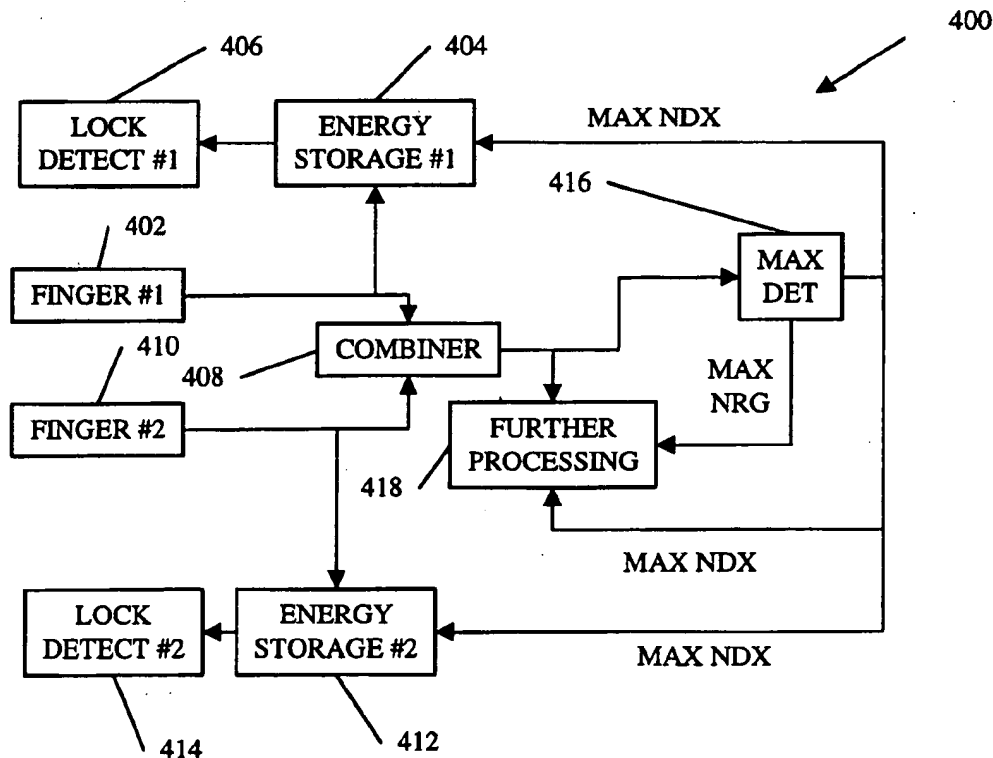 400
406
404
LOCK
DETECT #1
ENERGY
STORAGE #1
MAX NDX
416
402
MAX
DET
FINGER #1
410
408
COMBINER
MAX
NRG
FINGER #2
FURTHER
PROCESSING
418
MAX NDX
LOCK
DETECT #2
ENERGY
STORAGE #2
MAX NDX
414
412